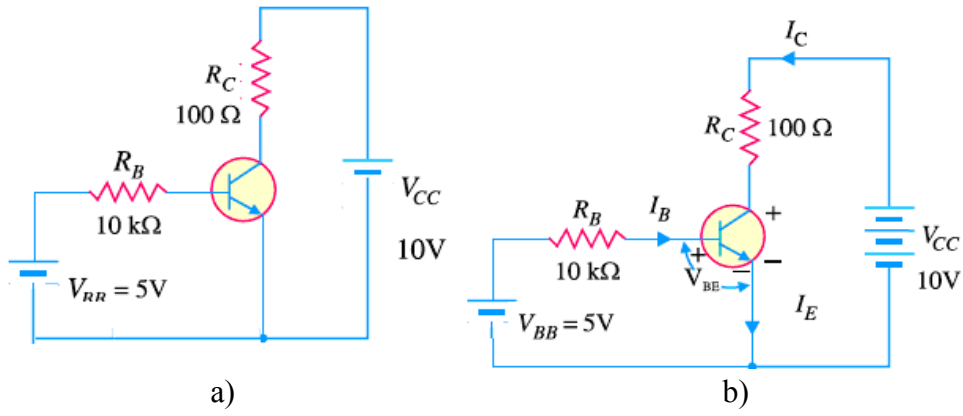 R_C
100 Ω
R_B
10 kΩ
V_BB = 5V
V_CC
10V
a)
I_C
R_C 100 Ω
R_B
I_B
10 kΩ
+
+
–
–
V_BE
V_BB = 5V
I_E
V_CC
10V
b)